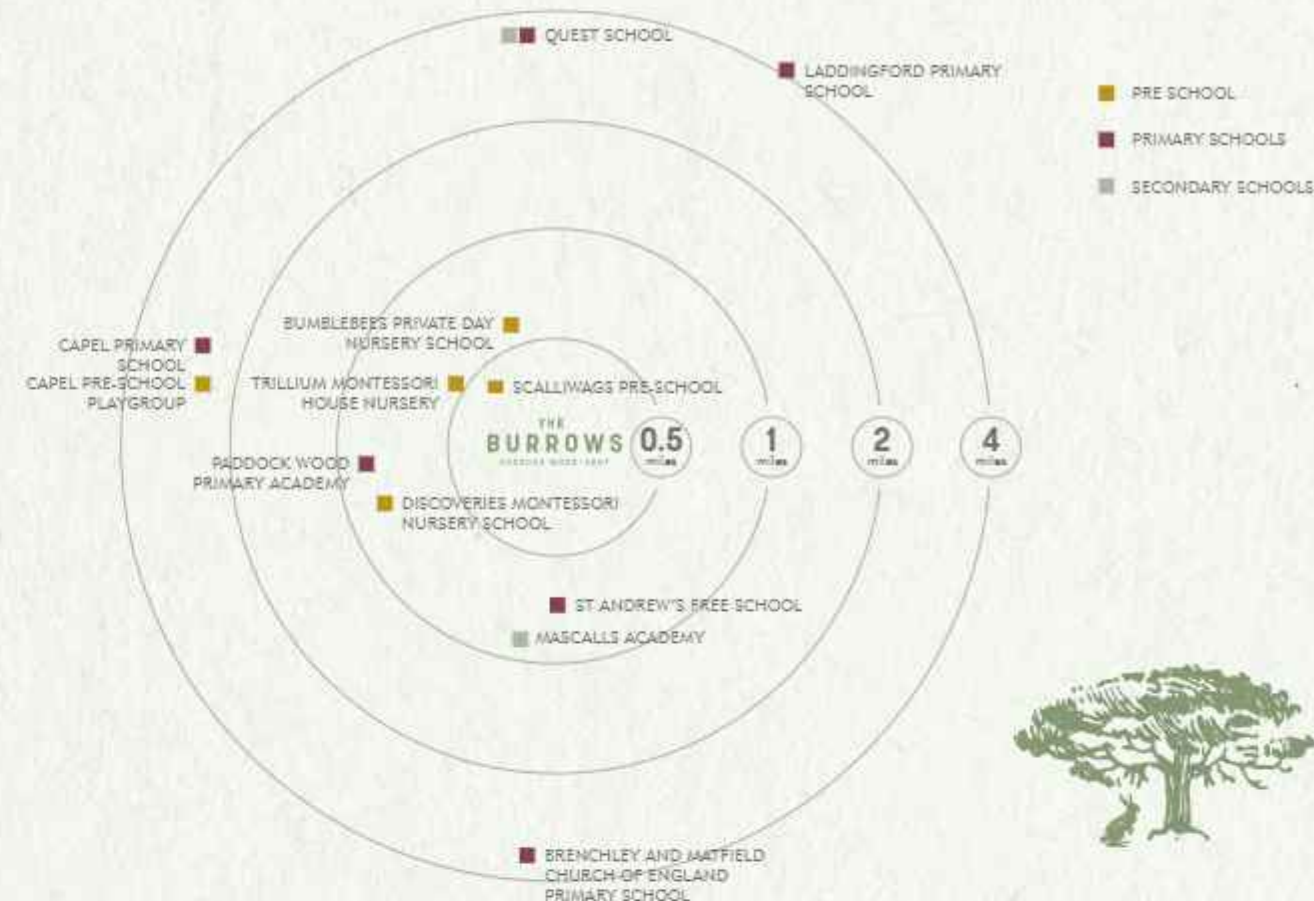 QUEST SCHOOL
LADDINGFORD PRIMARY
SCHOOL
PRE SCHOOL
PRIMARY SCHOOLS
SECONDARY SCHOOLS
BUMBLEBEES PRIVATE DAY
NURSERY SCHOOL
CAPEL PRIMARY
SCHOOL
CAPEL PRE-SCHOOL
PLAYGROUP
TRILLIUM MONTESSORI
HOUSE NURSERY
SCALLIWAGS PRE-SCHOOL
THE
BURROWS
PADDOCK WOOD · KENT
0.5
miles
1
miles
2
miles
4
miles
PADDOCK WOOD
PRIMARY ACADEMY
DISCOVERIES MONTESSORI
NURSERY SCHOOL
ST ANDREW'S FREE SCHOOL
MASCALLS ACADEMY
BRENCHLEY AND MATFIELD
CHURCH OF ENGLAND
PRIMARY SCHOOL